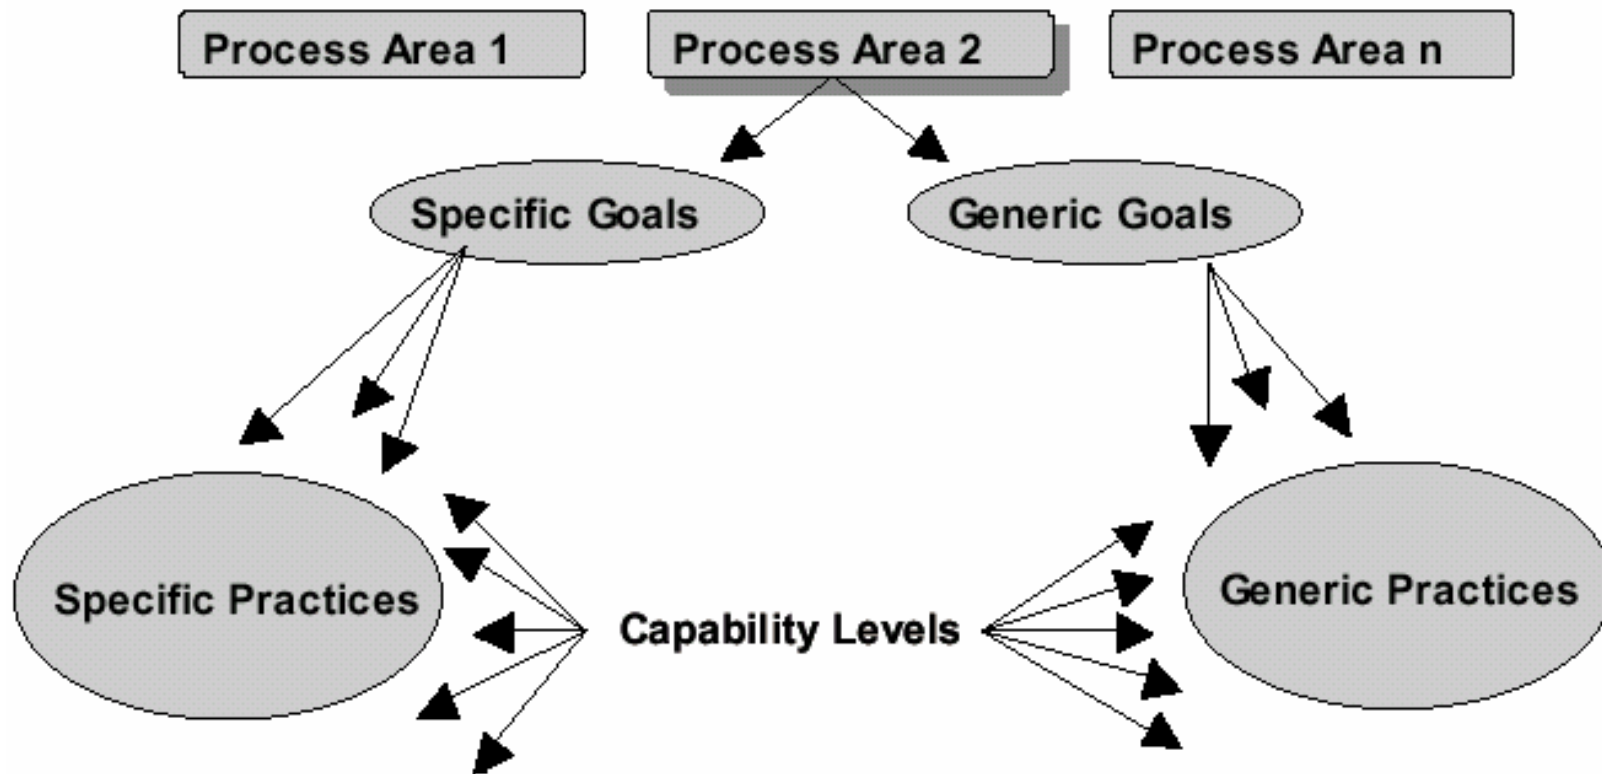 Process Area 1
Process Area 2
Process Area n
Specific Goals
Generic Goals
Specific Practices
Capability Levels
Generic Practices